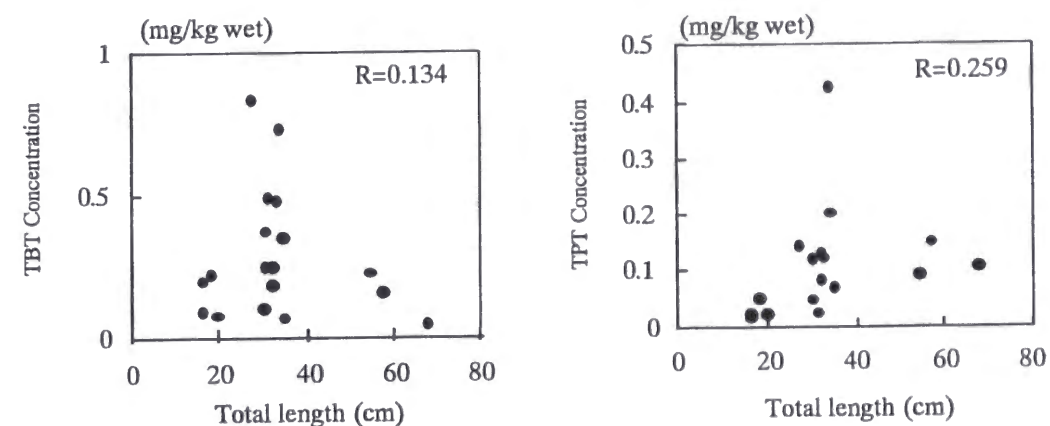 (mg/kg wet)
1
R=0.134
TBT Concentration
0.5
0
0 20 40 60 80
Total length (cm)
(mg/kg wet)
0.5
R=0.259
0.4
TPT Concentration
0.3
0.2
0.1
0
0 20 40 60 80
Total length (cm)